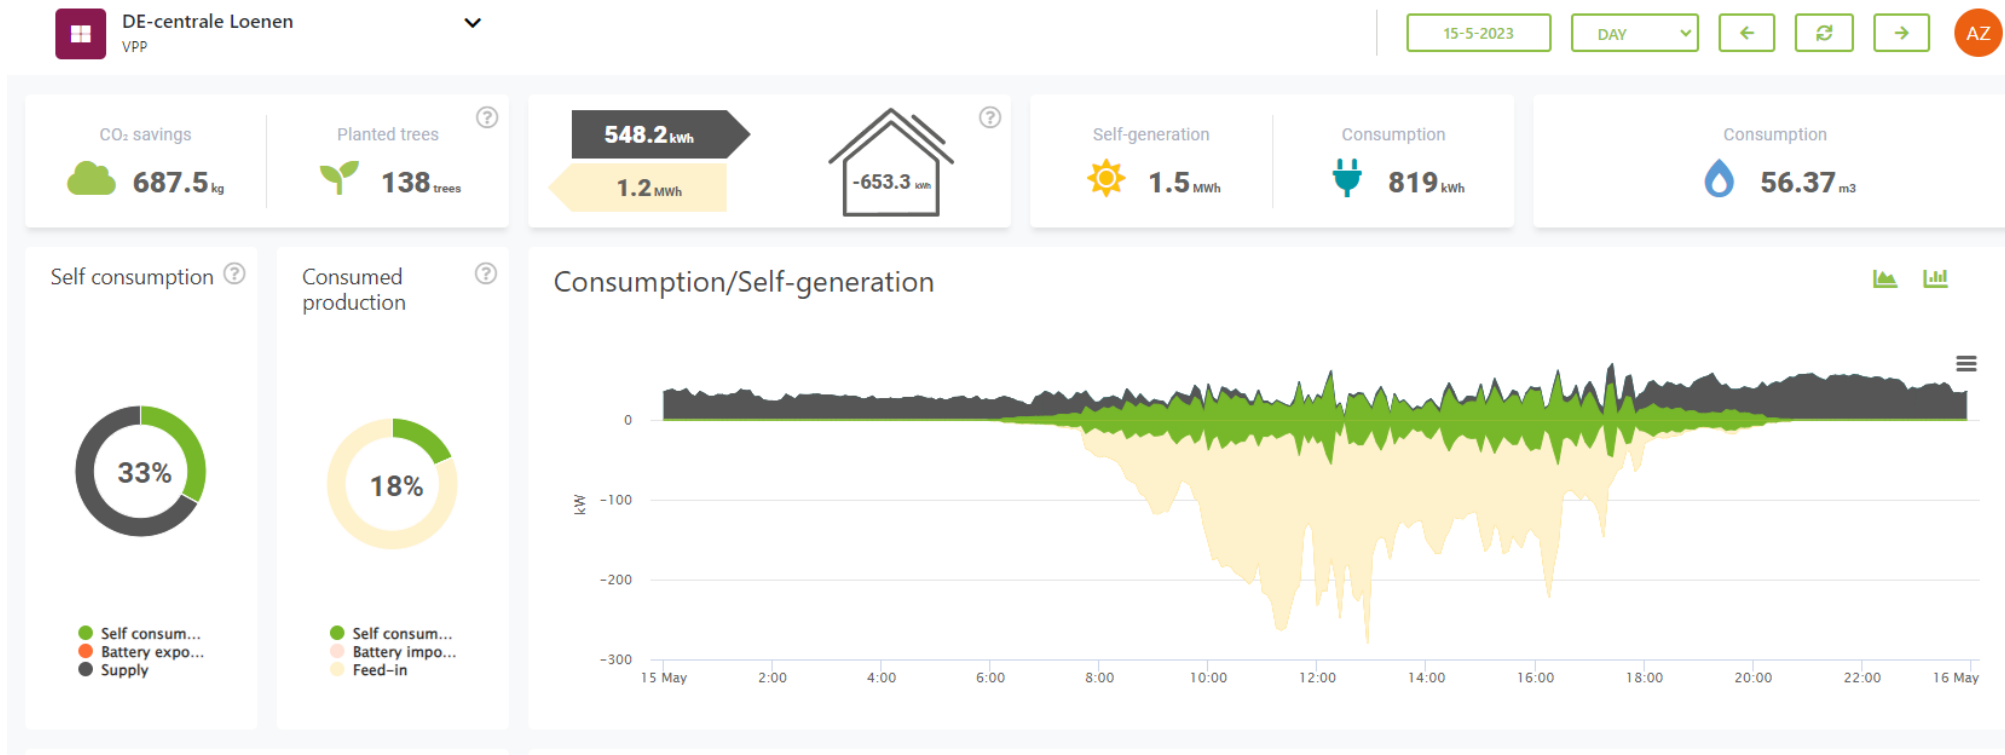 DE-centrale Loenen
VPP
15-5-2023
DAY
AZ
CO₂ savings
687.5 kg
Planted trees
138 trees
?
548.2 kWh
1.2 MWh
-653.3 kWh
?
Self-generation
1.5 MWh
Consumption
819 kWh
Consumption
56.37 m3
Self consumption ?
33%
Self consum...
Battery expo...
Supply
Consumed
production
?
18%
Self consum...
Battery impo...
Feed-in
Consumption/Self-generation
kW
0
-100
-200
-300
15 May 2:00 4:00 6:00 8:00 10:00 12:00 14:00 16:00 18:00 20:00 22:00 16 May